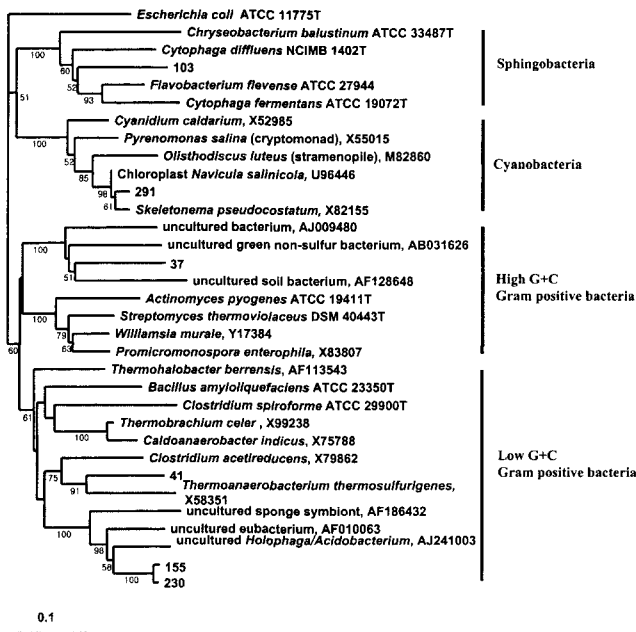 Escherichia coli ATCC 11775T
Chryseobacterium balustinum ATCC 33487T
100
Cytophaga diffluens NCIMB 1402T
60
103
52
Flavobacterium flevense ATCC 27944
93
Cytophaga fermentans ATCC 19072T
Sphingobacteria
51
Cyanidium caldarium, X52985
100
Pyrenomonas salina (cryptomonad), X55015
52
Olisthodiscus luteus (stramenopile), M82860
85
Chloroplast Navicula salinicola, U96446
98
291
61
Skeletonema pseudocostatum, X82155
Cyanobacteria
uncultured bacterium, AJ009480
100
uncultured green non-sulfur bacterium, AB031626
37
51
uncultured soil bacterium, AF128648
Actinomyces pyogenes ATCC 19411T
100
Streptomyces thermoviolaceus DSM 40443T
79
Williamsia murale, Y17384
63
Promicromonospora enterophila, X83807
High G+C
Gram positive bacteria
60
Thermohalobacter berrensis, AF113543
Bacillus amyloliquefaciens ATCC 23350T
61
Clostridium spiroforme ATCC 29900T
Thermobrachium celer , X99238
100
Caldoanaerobacter indicus, X75788
Clostridium acetireducens, X79862
75
41
91
Thermoanaerobacterium thermosulfurigenes,
X58351
uncultured sponge symbiont, AF186432
100
uncultured eubacterium, AF010063
98
uncultured Holophaga/Acidobacterium, AJ241003
58
155
100
230
Low G+C
Gram positive bacteria
0.1